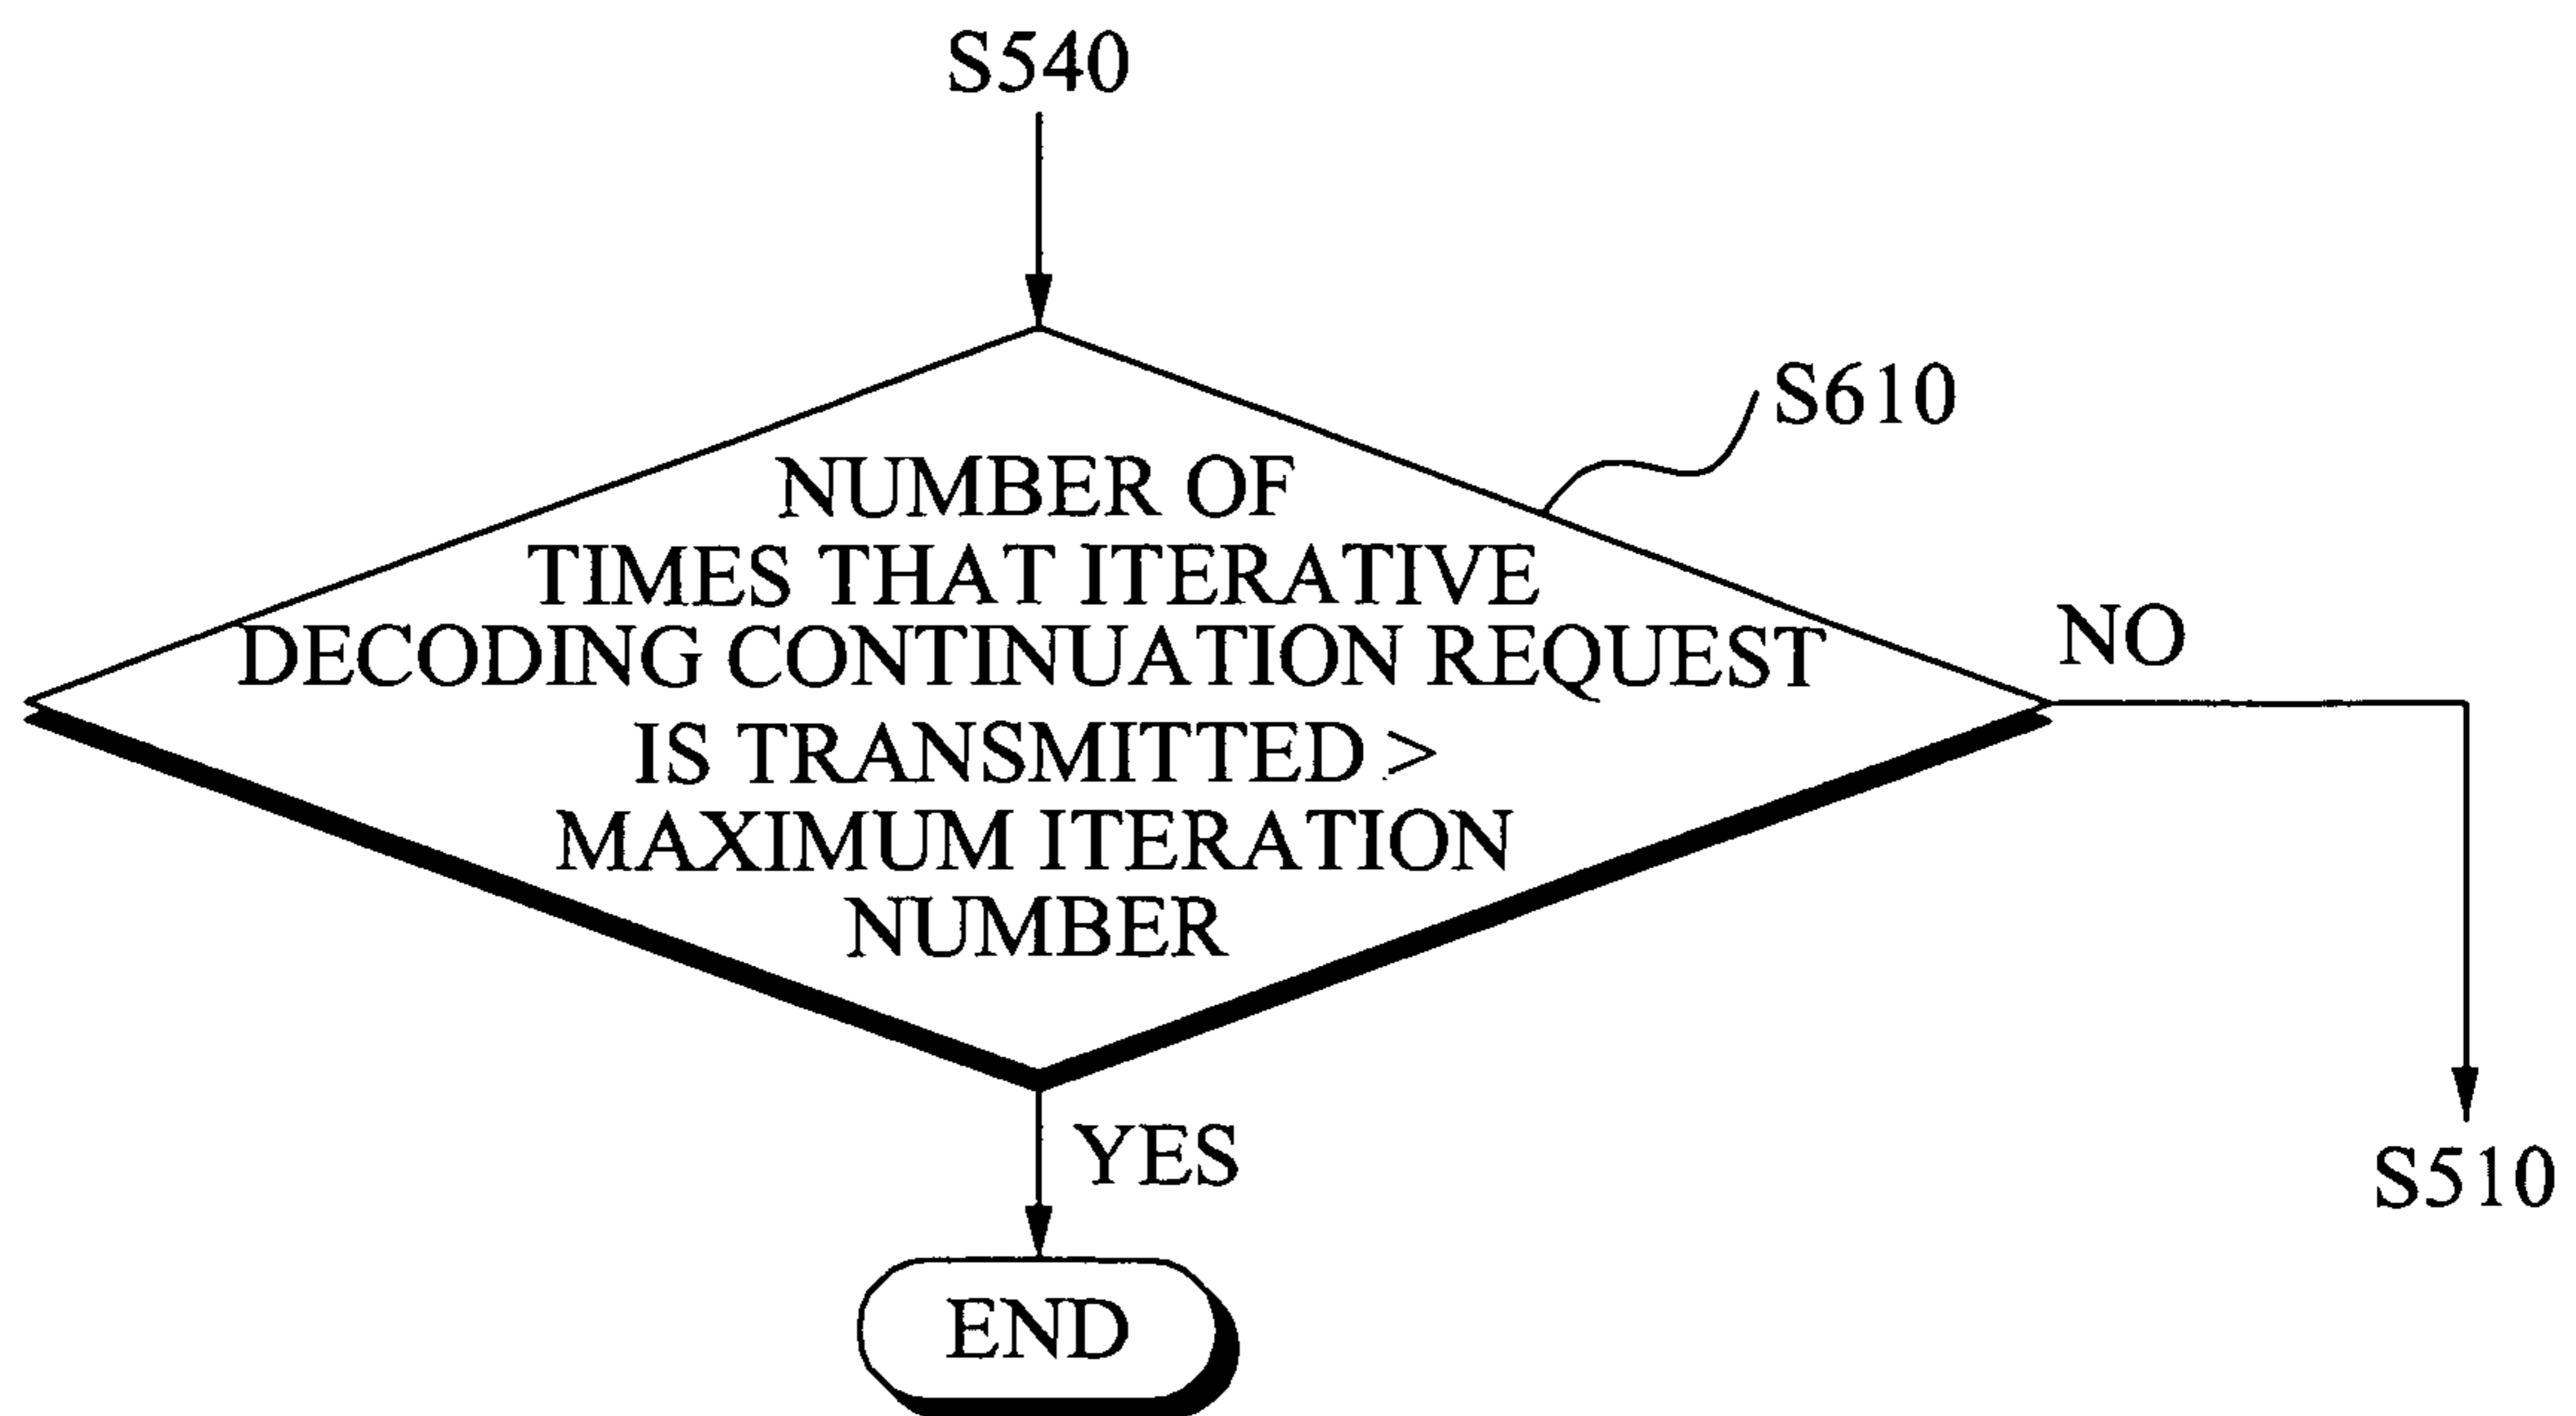 S540
S610
NUMBER OF
TIMES THAT ITERATIVE
DECODING CONTINUATION REQUEST
IS TRANSMITTED >
MAXIMUM ITERATION
NUMBER
NO
YES
S510
END